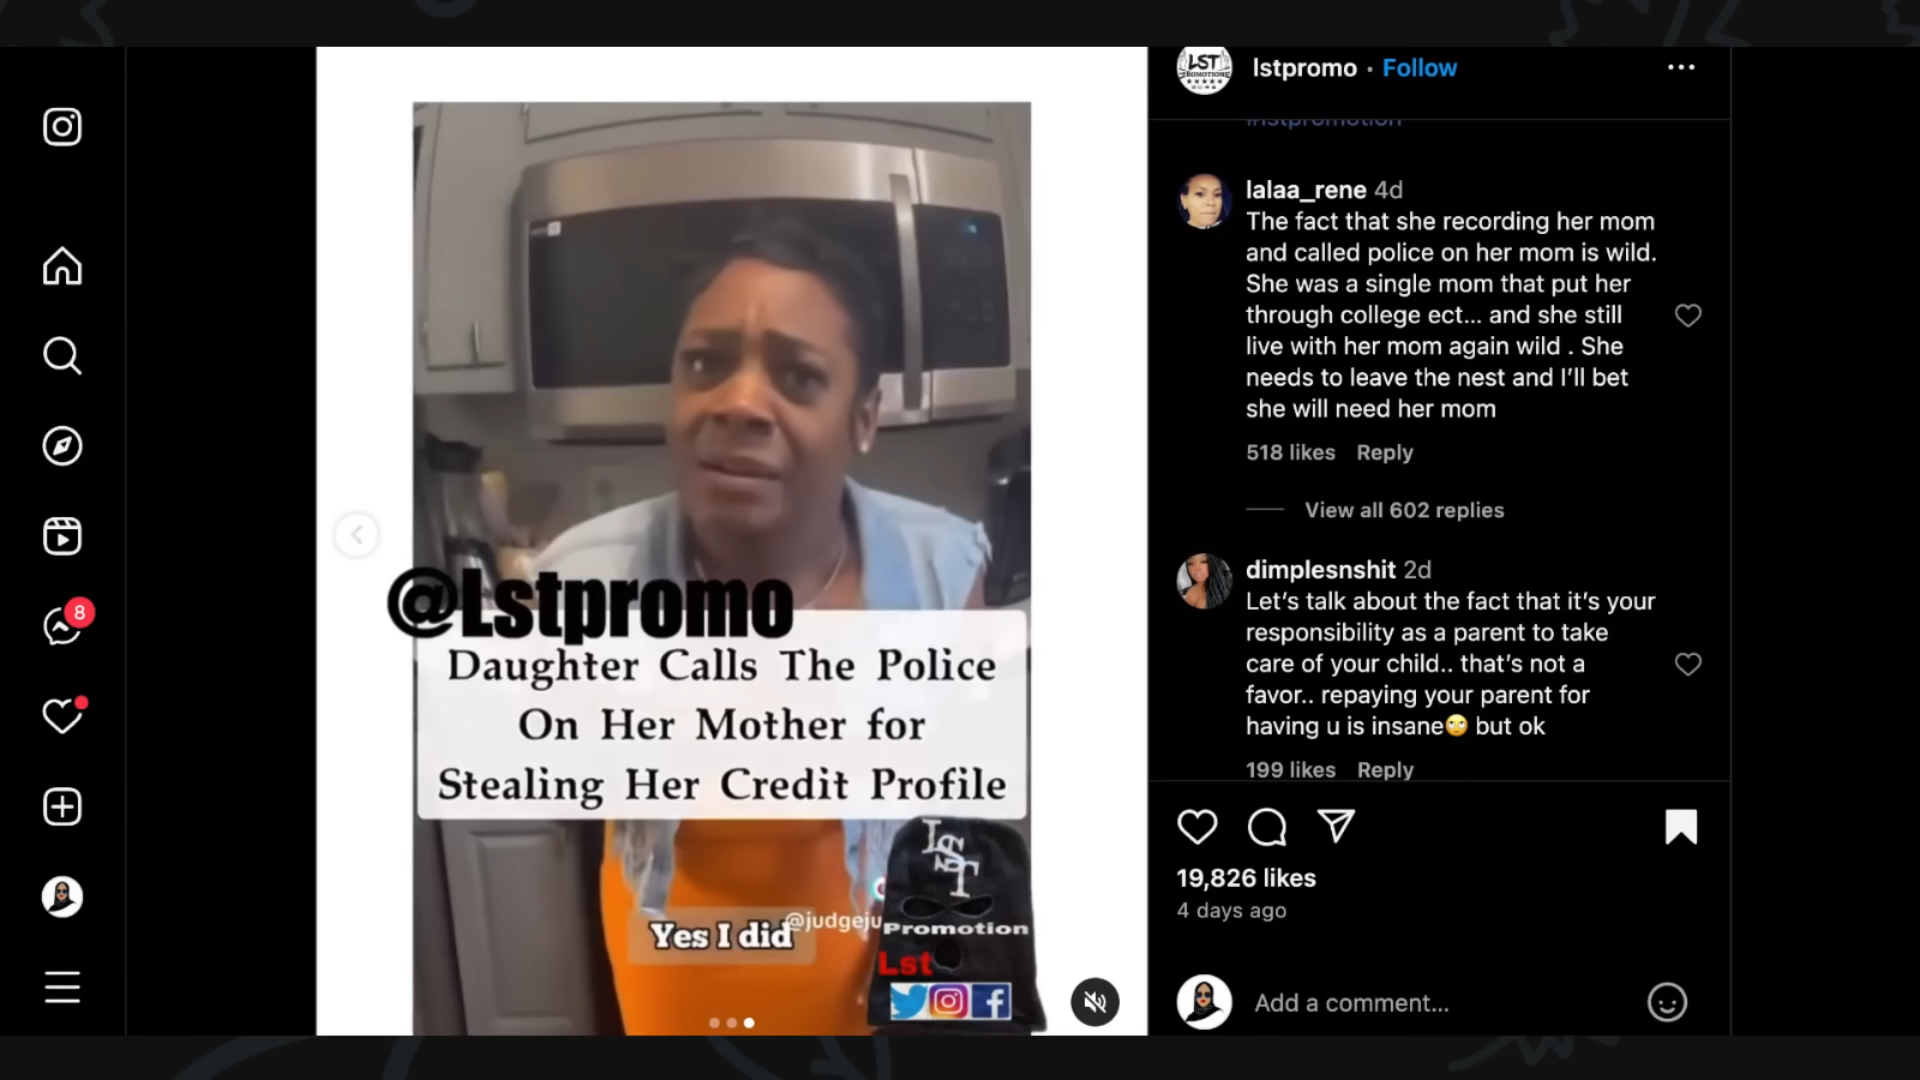 LST
PROMOTIONS
lstpromo • Follow
#lstpromotion
lalaa_rene 4d
The fact that she recording her mom
and called police on her mom is wild.
She was a single mom that put her
through college ect... and she still
live with her mom again wild . She
needs to leave the nest and I'll bet
she will need her mom
518 likes Reply
View all 602 replies
dimplesnshit 2d
Let's talk about the fact that it's your
responsibility as a parent to take
care of your child.. that's not a
favor.. repaying your parent for
having u is insane🙄 but ok
199 likes Reply
19,826 likes
4 days ago
Add a comment...
8
@Lstpromo
Daughter Calls The Police
On Her Mother for
Stealing Her Credit Profile
Yes I did
@judgeju
LST
Promotion
Lst